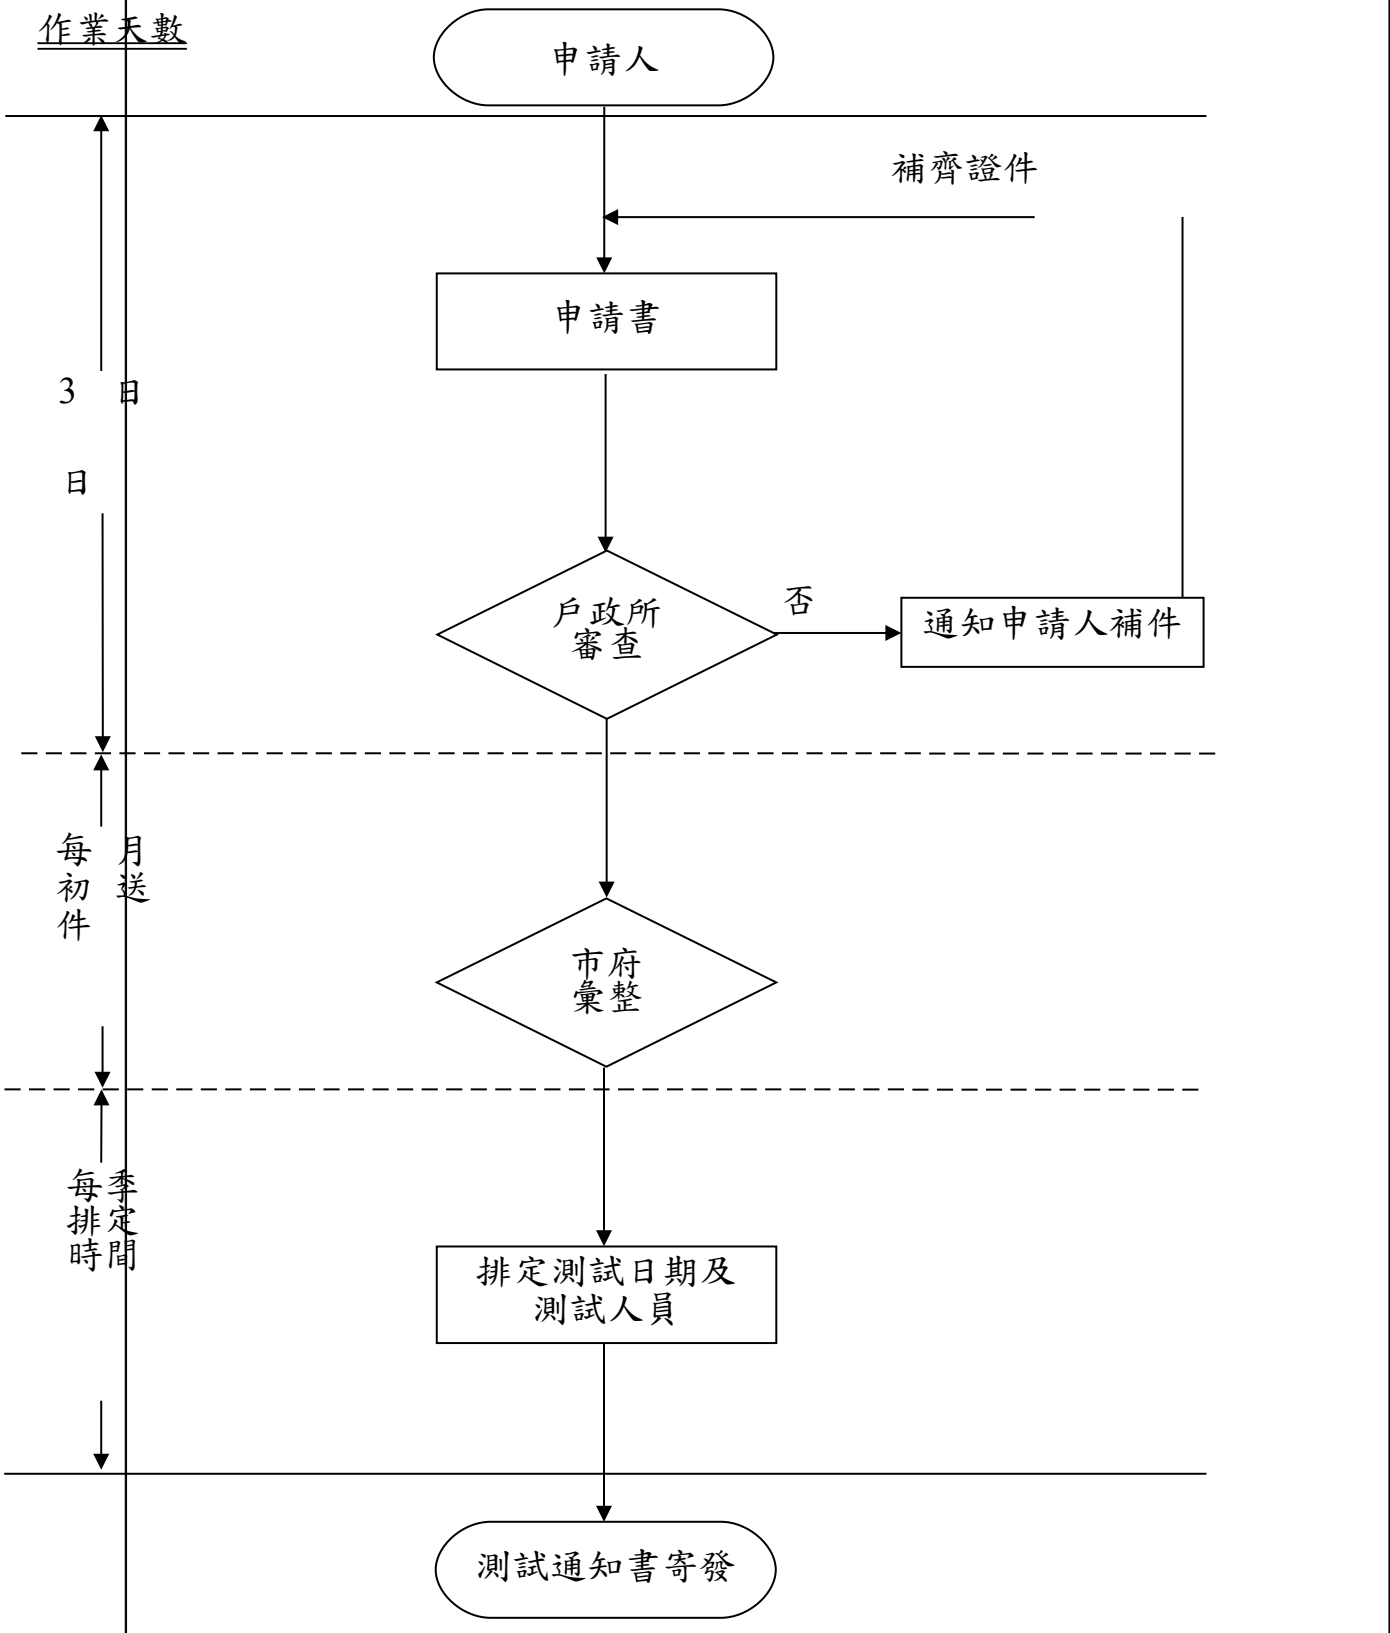 作業天數
申請人
補齊證件
申請書
3 日
日
戶政所
審查
否
通知申請人補件
每 月
初 送
件
市府
彙整
每季
排定
時間
排定測試日期及
測試人員
測試通知書寄發